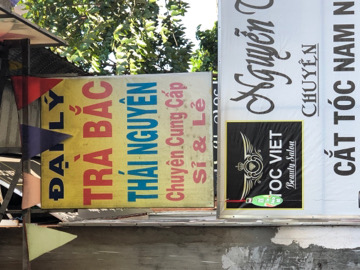 ĐẠI LÝ
TRÀ BẮC
THÁI NGUYÊN
Chuyên Cung Cấp
Sỉ & Lẻ
Nguyễn
CHUYÊN
CẮT TÓC NAM N
TOC VIET
Beauty Salon